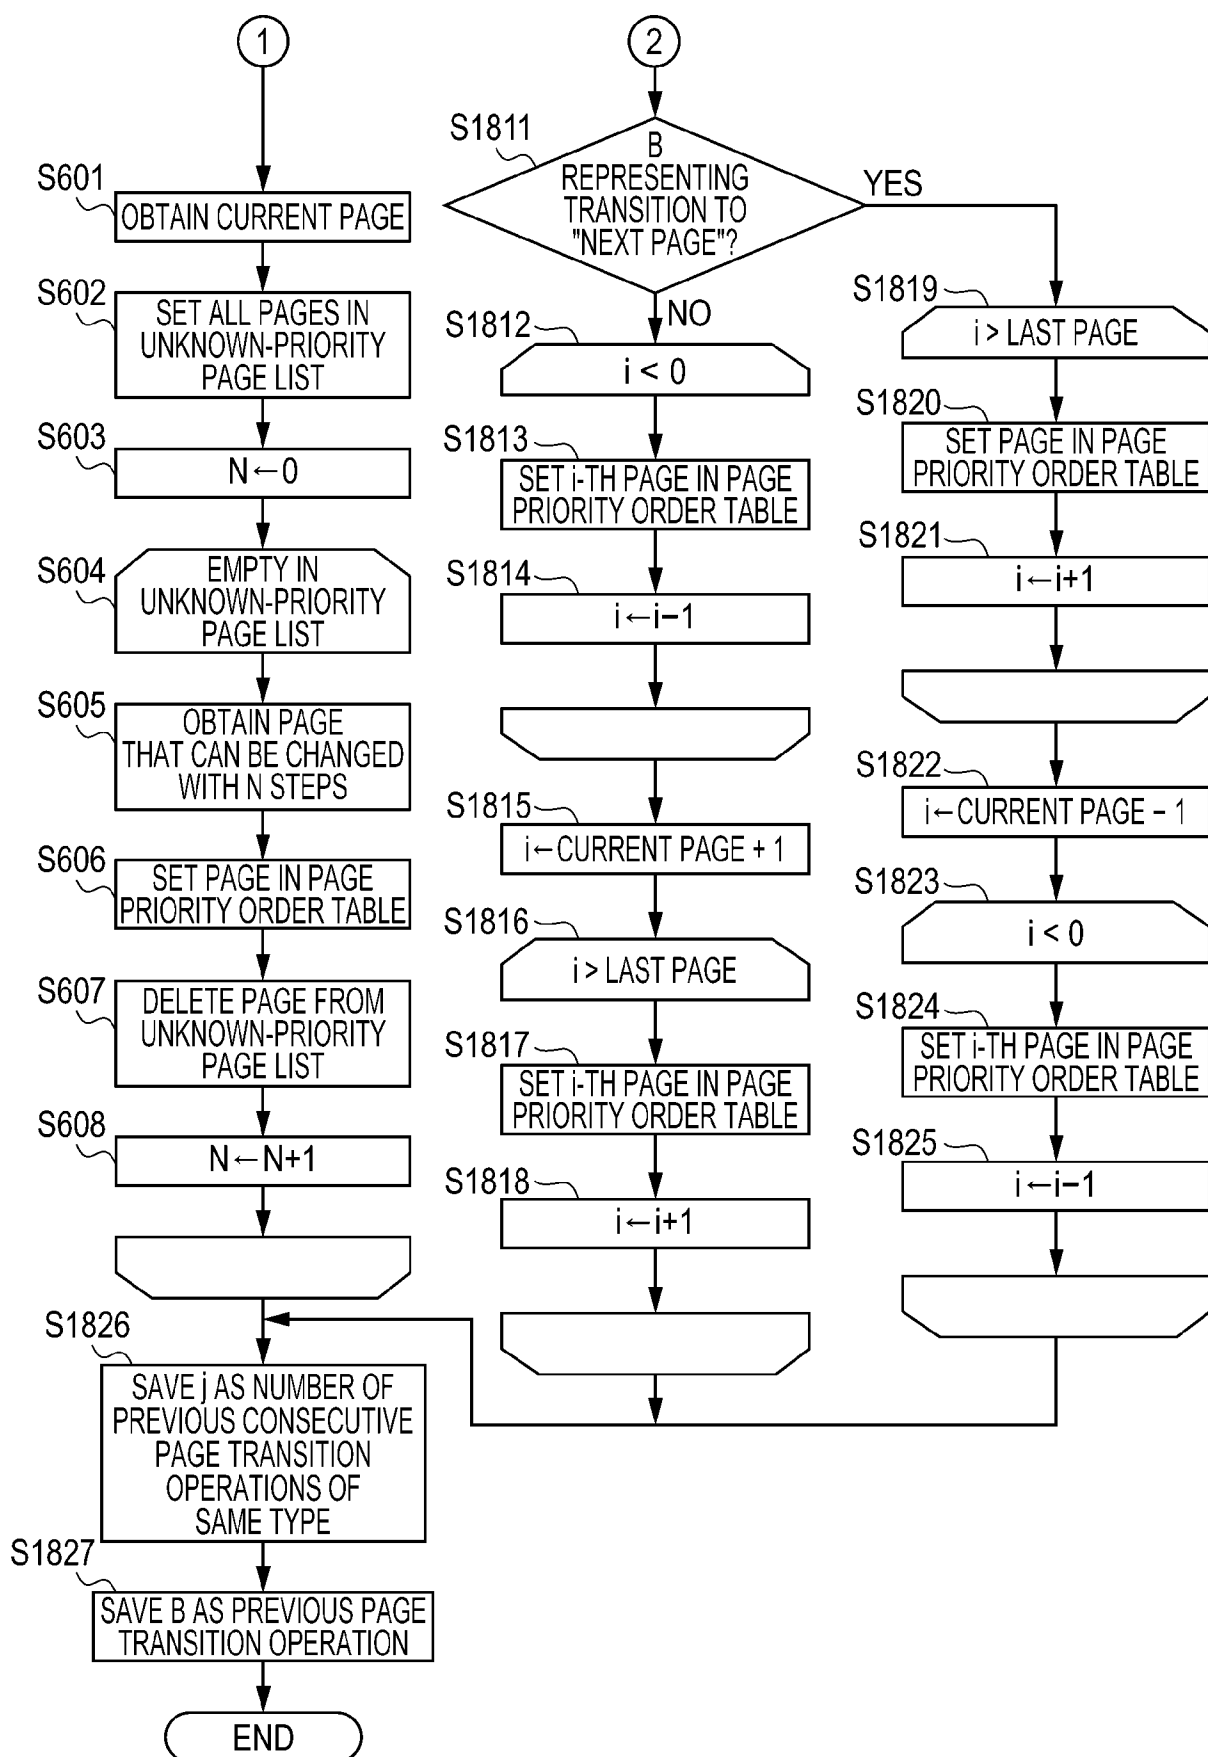 1
S601
OBTAIN CURRENT PAGE
S602
SET ALL PAGES IN
UNKNOWN-PRIORITY
PAGE LIST
S603
N←0
S604
EMPTY IN
UNKNOWN-PRIORITY
PAGE LIST
S605
OBTAIN PAGE
THAT CAN BE CHANGED
WITH N STEPS
S606
SET PAGE IN PAGE
PRIORITY ORDER TABLE
S607
DELETE PAGE FROM
UNKNOWN-PRIORITY
PAGE LIST
S608
N←N+1
S1826
SAVE j AS NUMBER OF
PREVIOUS CONSECUTIVE
PAGE TRANSITION
OPERATIONS OF
SAME TYPE
S1827
SAVE B AS PREVIOUS PAGE
TRANSITION OPERATION
END
2
S1811
B
REPRESENTING
TRANSITION TO
"NEXT PAGE"?
YES
NO
S1812
i < 0
S1813
SET i-TH PAGE IN PAGE
PRIORITY ORDER TABLE
S1814
i←i−1
S1815
i←CURRENT PAGE + 1
S1816
i > LAST PAGE
S1817
SET i-TH PAGE IN PAGE
PRIORITY ORDER TABLE
S1818
i←i+1
S1819
i > LAST PAGE
S1820
SET PAGE IN PAGE
PRIORITY ORDER TABLE
S1821
i←i+1
S1822
i←CURRENT PAGE − 1
S1823
i < 0
S1824
SET i-TH PAGE IN PAGE
PRIORITY ORDER TABLE
S1825
i←i−1